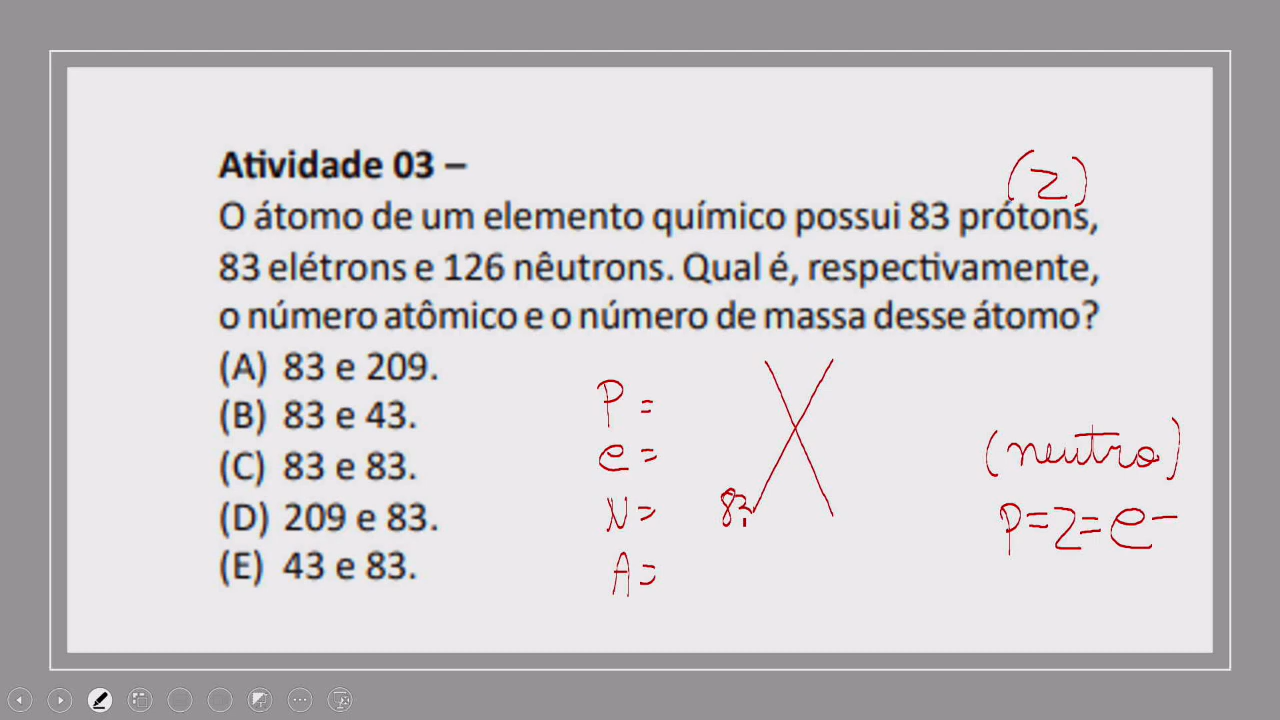 Atividade 03 –
(Z)
O átomo de um elemento químico possui 83 prótons,
83 elétrons e 126 nêutrons. Qual é, respectivamente,
o número atômico e o número de massa desse átomo?
(A) 83 e 209.
(B) 83 e 43.
(C) 83 e 83.
(D) 209 e 83.
(E) 43 e 83.
P =
e =
N =
A =
X
83
(neutro)
P=Z=e-